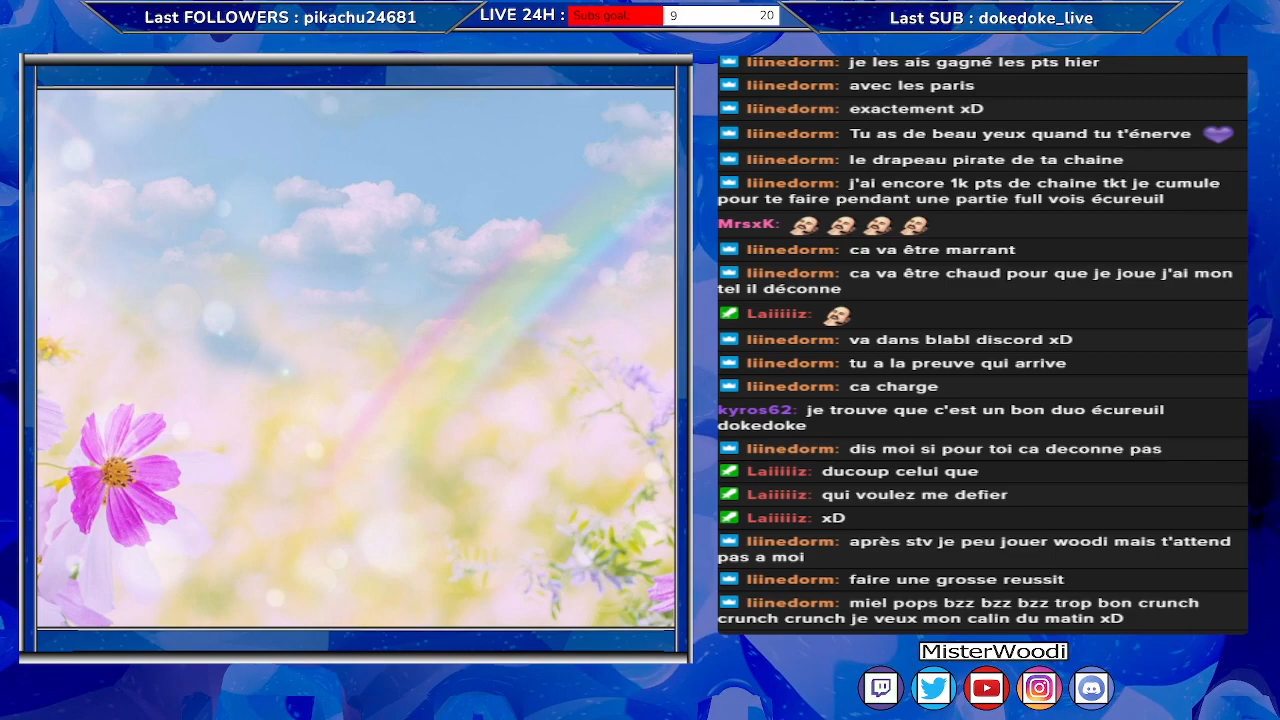 Last FOLLOWERS : pikachu24681
LIVE 24H :
Subs goal:
9
20
Last SUB : dokedoke_live
liinedorm: je les ais gagné les pts hier
liinedorm: avec les paris
liinedorm: exactement xD
liinedorm: Tu as de beau yeux quand tu t'énerve
liinedorm: le drapeau pirate de ta chaine
liinedorm: j'ai encore 1k pts de chaine tkt je cumule
pour te faire pendant une partie full vois écureuil
MrsxK:
liinedorm: ca va être marrant
liinedorm: ca va être chaud pour que je joue j'ai mon
tel il déconne
Laiiiiiz:
liinedorm: va dans blabl discord xD
liinedorm: tu a la preuve qui arrive
liinedorm: ca charge
kyros62: je trouve que c'est un bon duo écureuil
dokedoke
liinedorm: dis moi si pour toi ca deconne pas
Laiiiiiz: ducoup celui que
Laiiiiiz: qui voulez me defier
Laiiiiiz: xD
liinedorm: après stv je peu jouer woodi mais t'attend
pas a moi
liinedorm: faire une grosse reussit
liinedorm: miel pops bzz bzz bzz trop bon crunch
crunch crunch je veux mon calin du matin xD
MisterWoodi